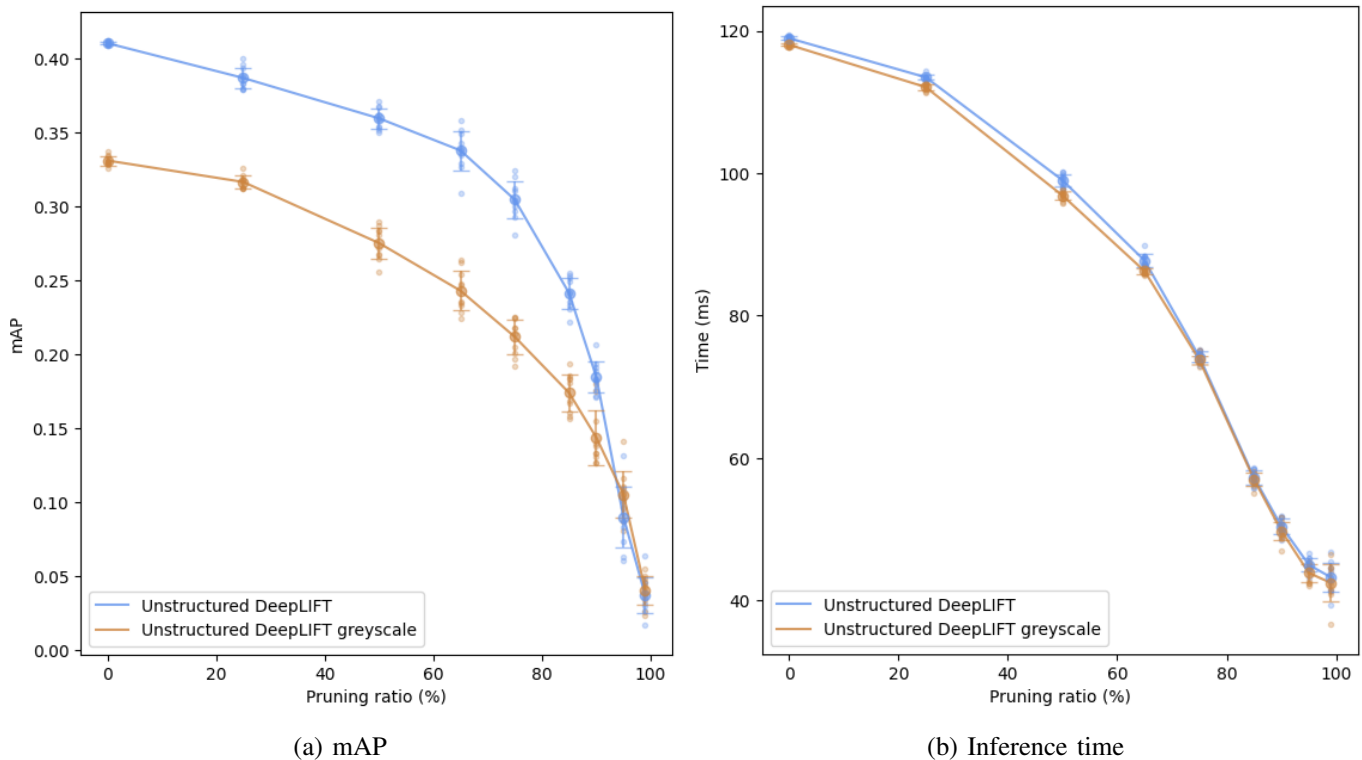 0.40
0.35
0.30
0.25
0.20
0.15
0.10
0.05
0.00
mAP
0
20
40
60
80
100
Pruning ratio (%)
Unstructured DeepLIFT
Unstructured DeepLIFT greyscale
(a) mAP
120
100
80
60
40
Time (ms)
0
20
40
60
80
100
Pruning ratio (%)
Unstructured DeepLIFT
Unstructured DeepLIFT greyscale
(b) Inference time